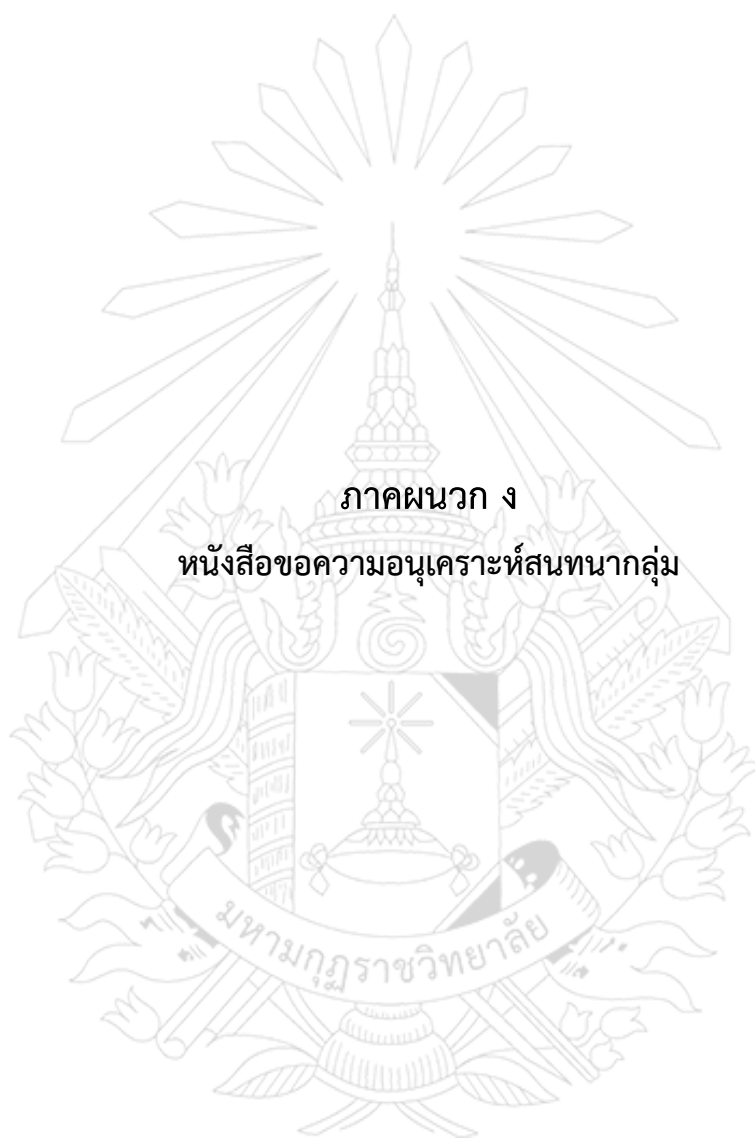 ภาคผนวก ง
หนังสือขอความอนุเคราะห์สนทนากลุ่ม
มหามกุฏราชวิทยาลัย